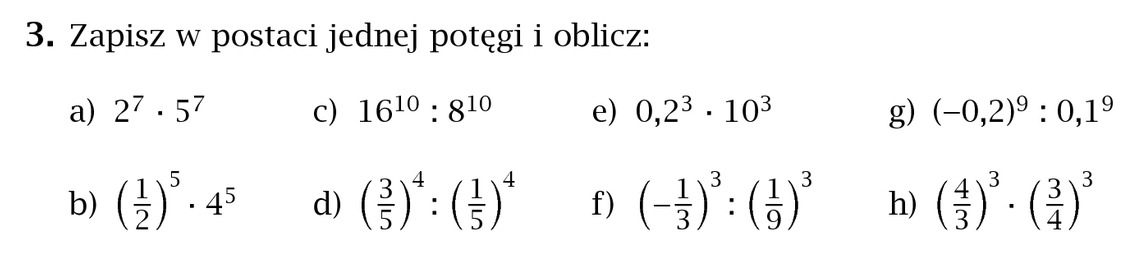 3. Zapisz w postaci jednej potęgi i oblicz:
a) 2⁷ · 5⁷ c) 16¹⁰ : 8¹⁰ e) 0,2³ · 10³ g) (–0,2)⁹ : 0,1⁹
b) (1/2)⁵ · 4⁵ d) (3/5)⁴ : (1/5)⁴ f) (–1/3)³ : (1/9)³ h) (4/3)³ · (3/4)³